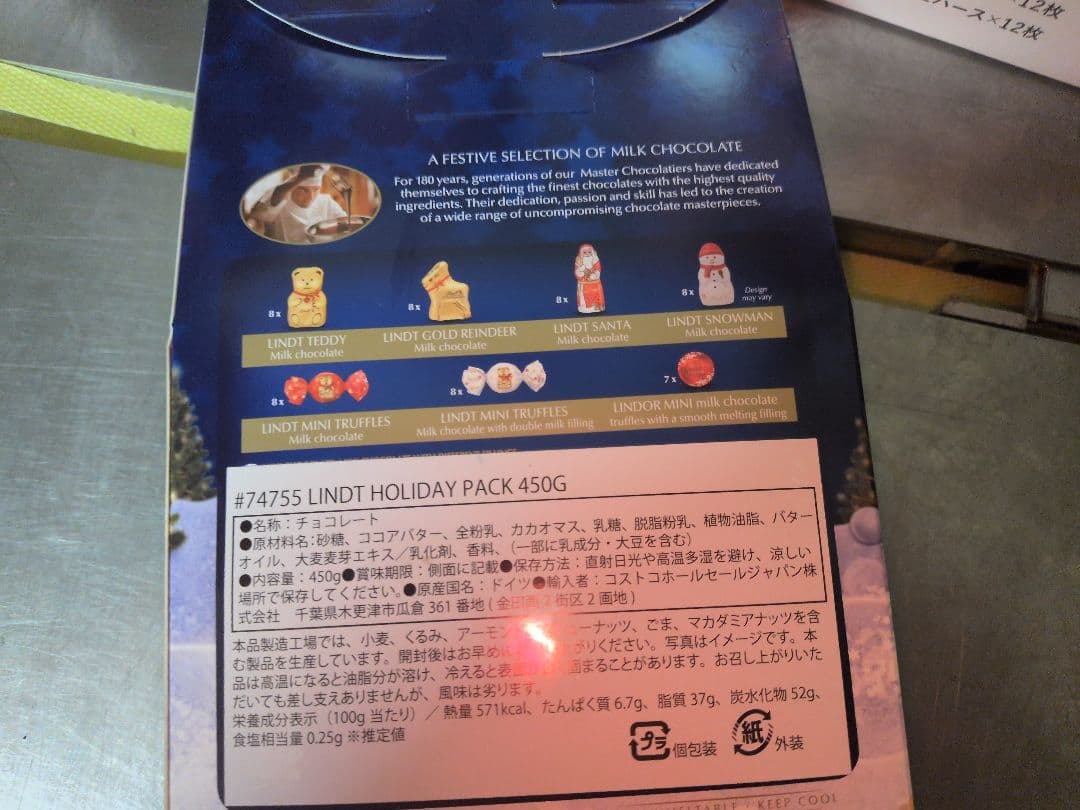 ×12枚
ース×12枚
A FESTIVE SELECTION OF MILK CHOCOLATE
For 180 years, generations of our Master Chocolatiers have dedicated
themselves to crafting the finest chocolates with the highest quality
ingredients. Their dedication, passion and skill has led to the creation
of a wide range of uncompromising chocolate masterpieces.
8x
8x
8x
8x
Design
may vary
LINDT TEDDY
Milk chocolate
LINDT GOLD REINDEER
Milk chocolate
LINDT SANTA
Milk chocolate
LINDT SNOWMAN
Milk chocolate
8x
8x
7x
LINDT MINI TRUFFLES
Milk chocolate
LINDT MINI TRUFFLES
Milk chocolate with double milk filling
LINDOR MINI milk chocolate
truffles with a smooth melting filling
#74755 LINDT HOLIDAY PACK 450G
●名称：チョコレート
●原材料名：砂糖、ココアバター、全粉乳、カカオマス、乳糖、脱脂粉乳、植物油脂、バター
オイル、大麦麦芽エキス／乳化剤、香料、（一部に乳成分・大豆を含む）
●内容量：450g●賞味期限：側面に記載●保存方法：直射日光や高温多湿を避け、涼しい
場所で保存してください。●原産国名：ドイツ●輸入者：コストコホールセールジャパン株
式会社 千葉県木更津市瓜倉 361 番地 ( 金田 街区 2 画地 )
本品製造工場では、小麦、くるみ、アーモン ューナッツ、ごま、マカダミアナッツを含
む製品を生産しています。開封後はお早め がりください。写真はイメージです。本
品は高温になると油脂分が溶け、冷えると表 固まることがあります。お召し上がりいた
だいても差し支えありませんが、風味は劣ります。
栄養成分表示（100g 当たり）／ 熱量 571kcal、たんぱく質 6.7g、脂質 37g、炭水化物 52g、
食塩相当量 0.25g ※推定値
プラ 個包装 紙 外装
KEEP COOL